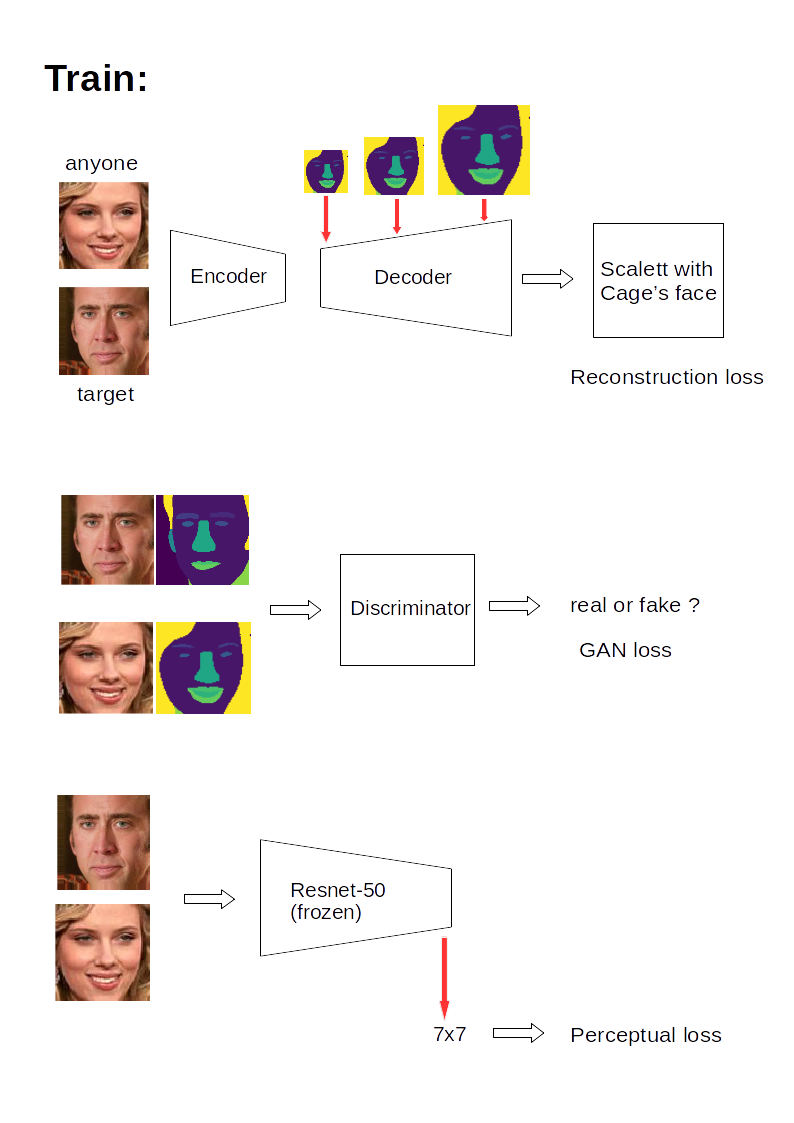 Train:
anyone
Encoder
Decoder
Scalett with
Cage's face
target
Reconstruction loss
Discriminator
real or fake ?
GAN loss
Resnet-50
(frozen)
7x7
Perceptual loss